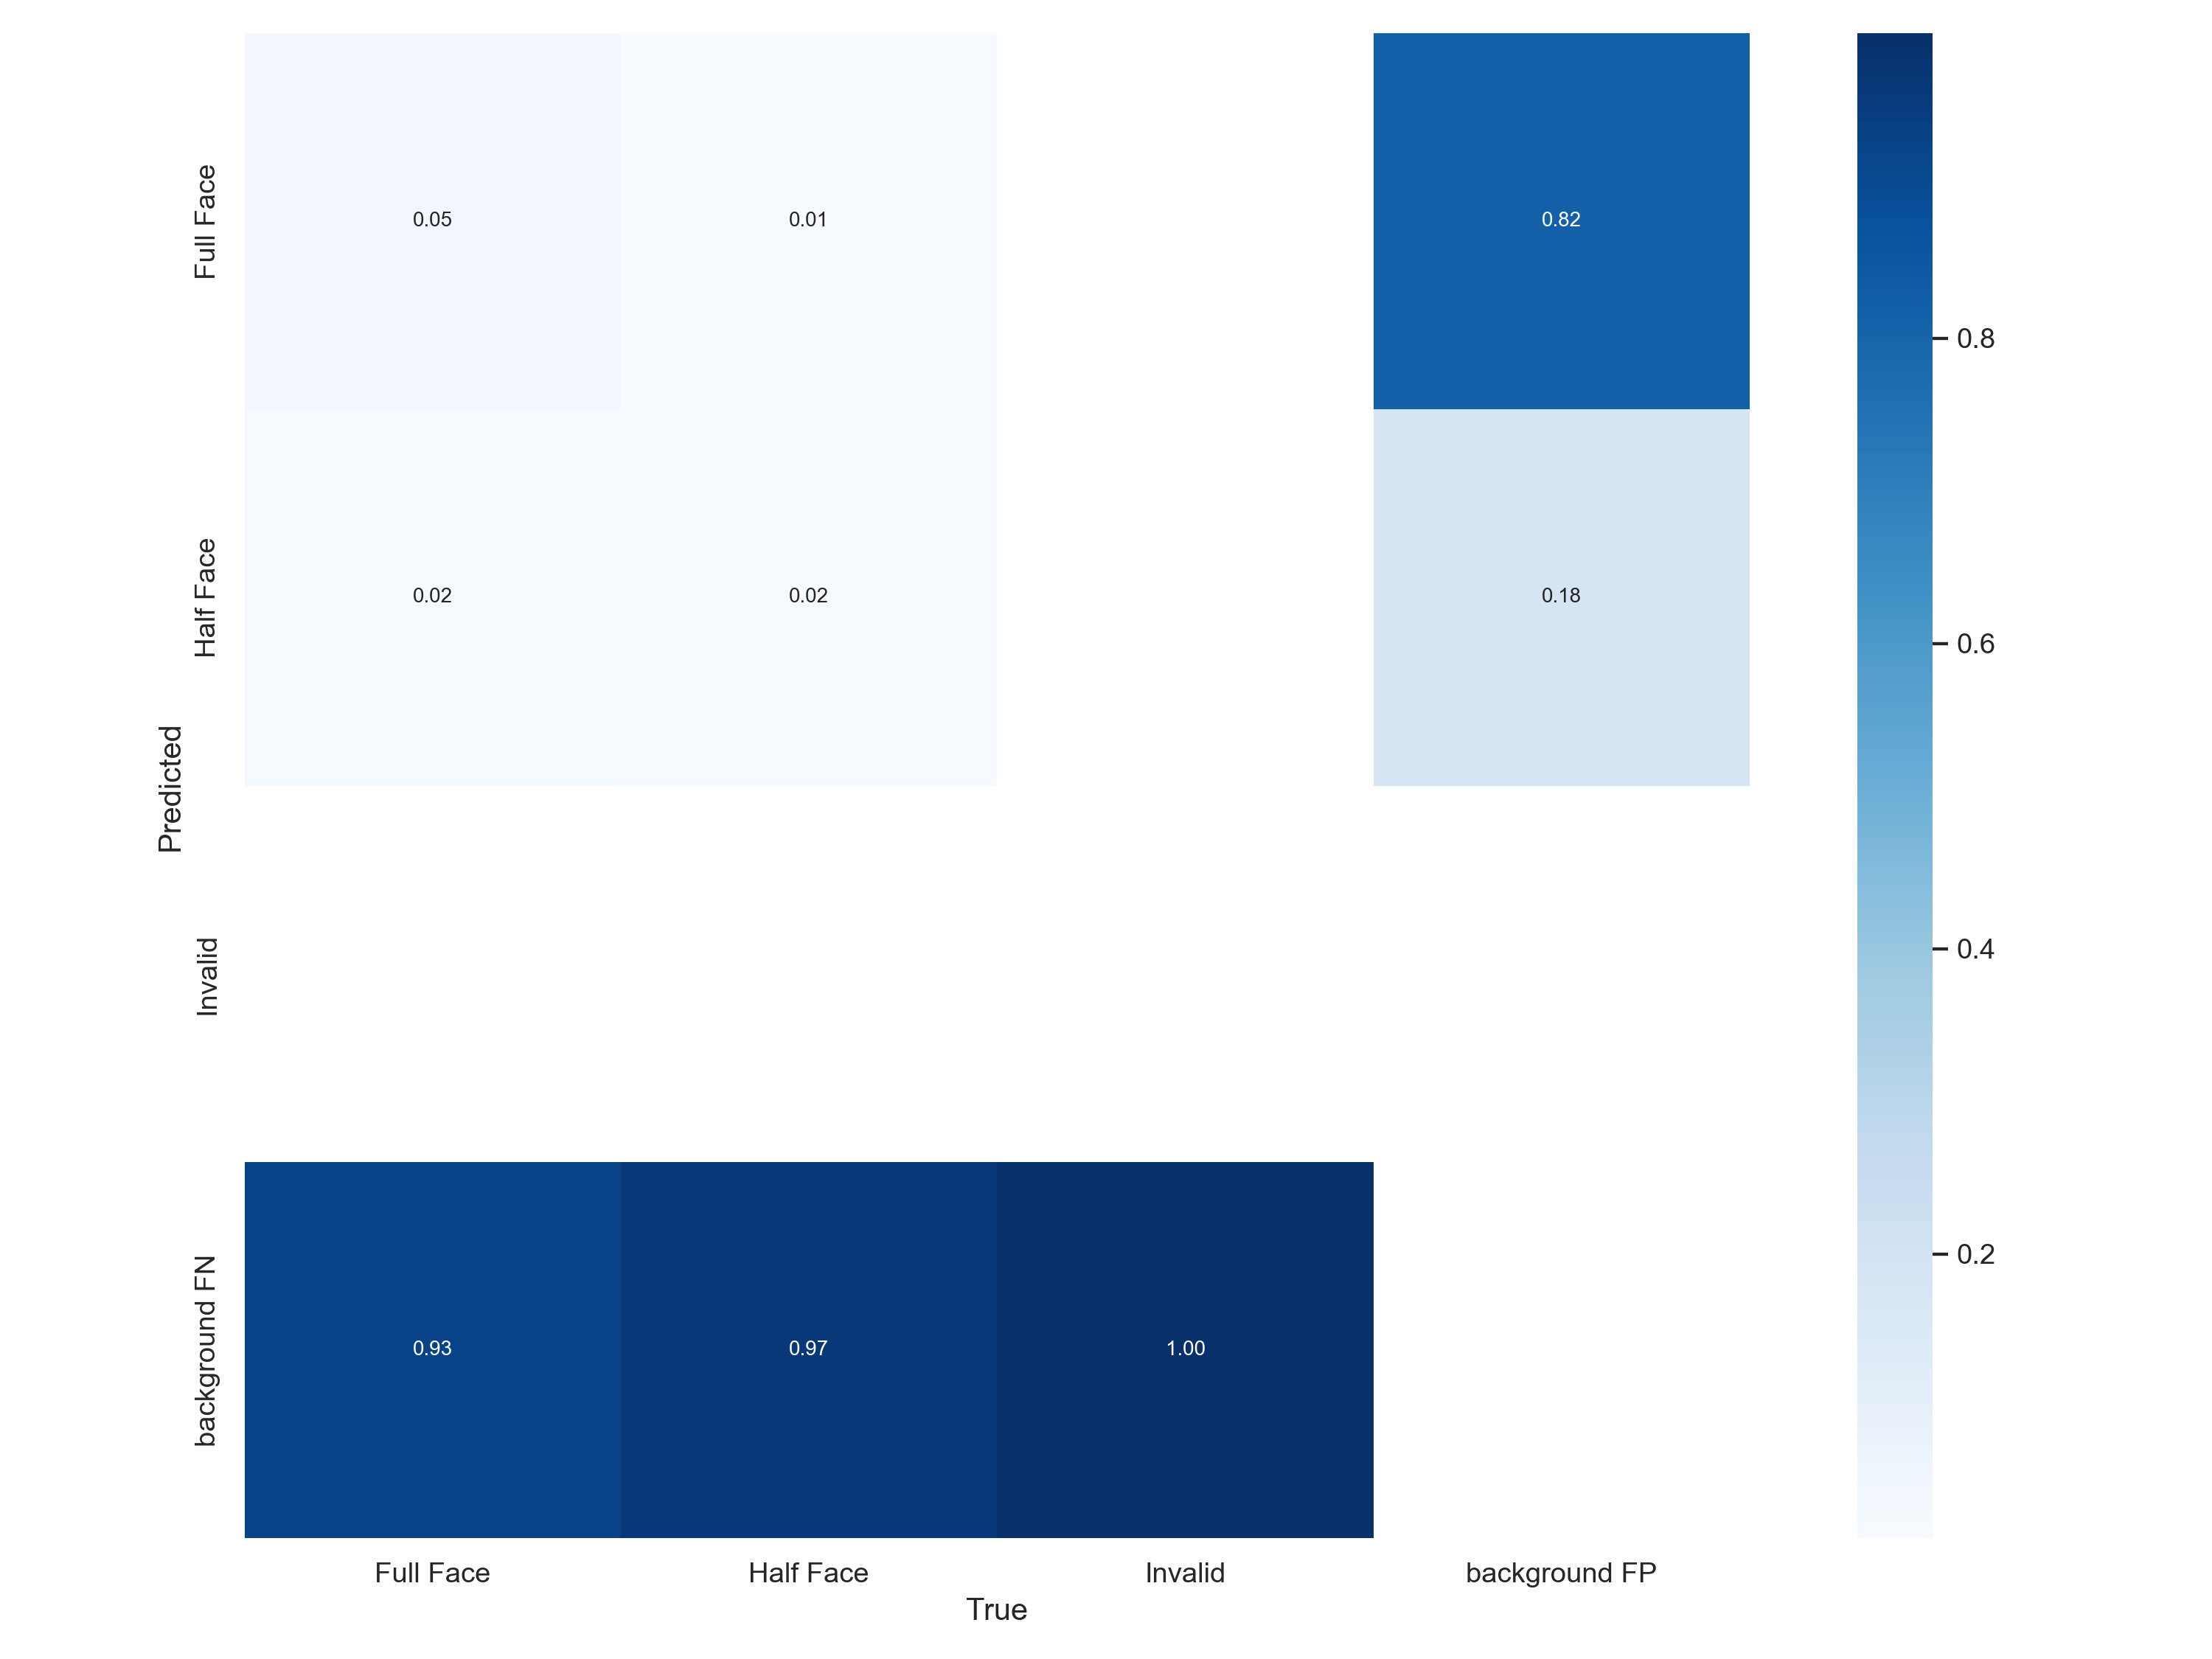 Full Face
0.05
0.01
0.82
0.8
Half Face
0.02
0.02
0.18
0.6
Predicted
Invalid
0.4
background FN
0.93
0.97
1.00
0.2
Full Face
Half Face
Invalid
background FP
True